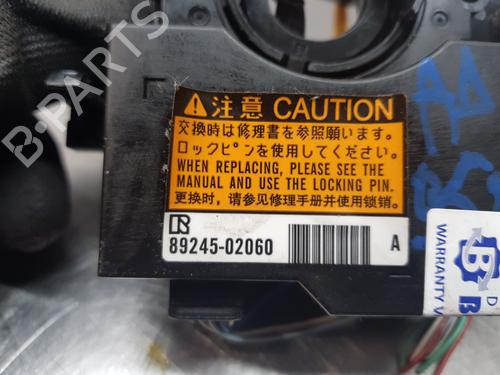 注意 CAUTION
交換時は修理書を参照願います。
ロックピンを使用してください。
WHEN REPLACING, PLEASE SEE THE
MANUAL AND USE THE LOCKING PIN.
更换时，请参见修理手册并使用锁销。
R
89245-02060 A
B-PARTS
WARRANTY